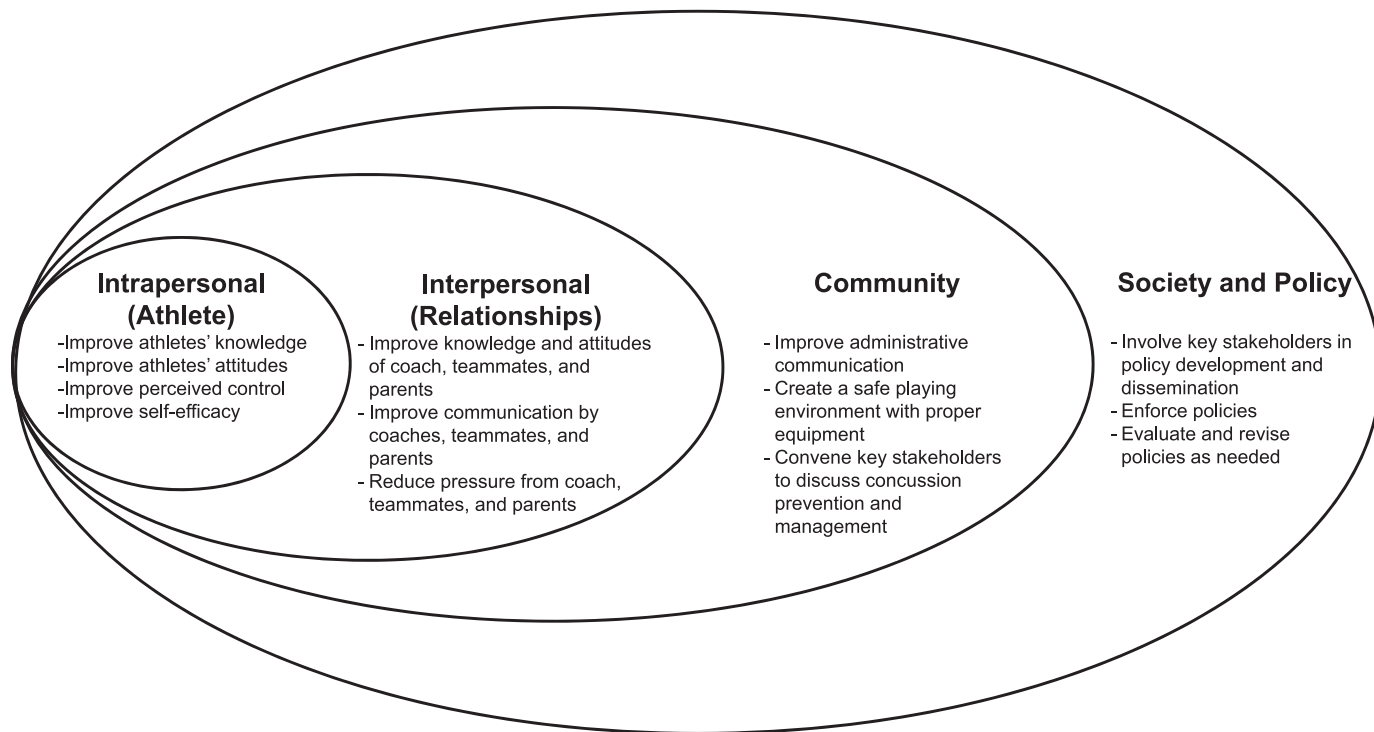 Intrapersonal
(Athlete)
-Improve athletes' knowledge
-Improve athletes' attitudes
-Improve perceived control
-Improve self-efficacy
Interpersonal
(Relationships)
- Improve knowledge and attitudes
of coach, teammates, and
parents
- Improve communication by
coaches, teammates, and
parents
- Reduce pressure from coach,
teammates, and parents
Community
- Improve administrative
communication
- Create a safe playing
environment with proper
equipment
- Convene key stakeholders
to discuss concussion
prevention and
management
Society and Policy
- Involve key stakeholders in
policy development and
dissemination
- Enforce policies
- Evaluate and revise
policies as needed